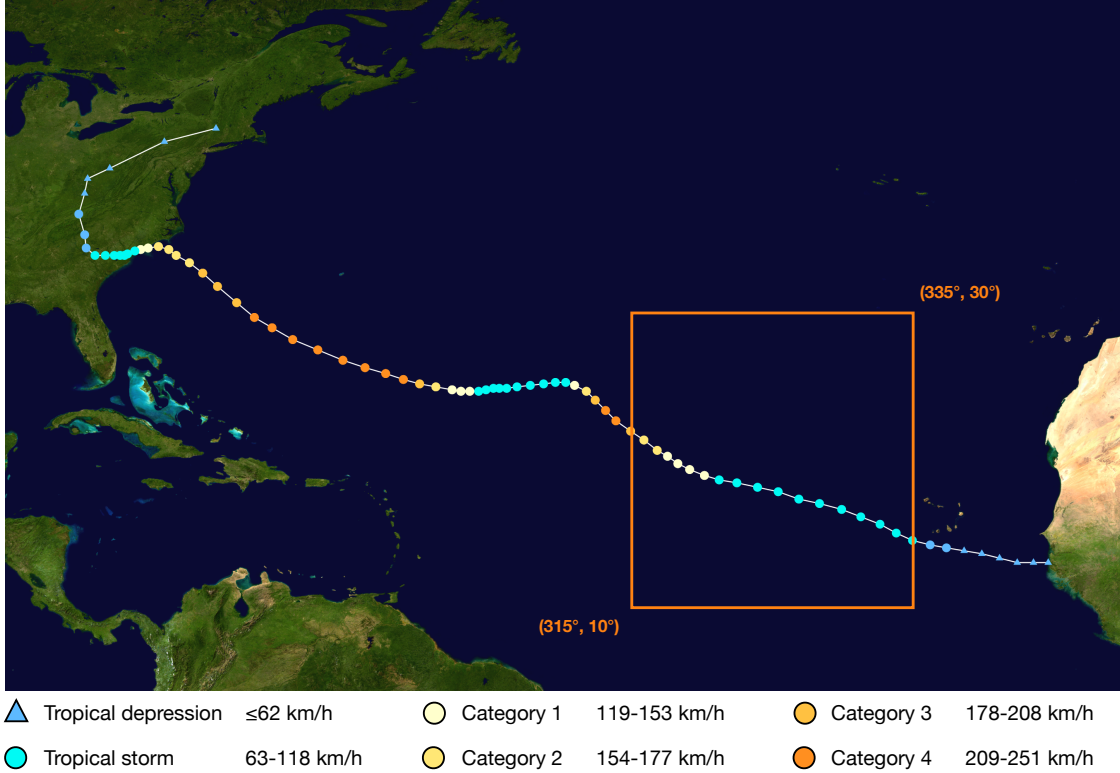 (335°, 30°)
(315°, 10°)
Tropical depression ≤62 km/h Category 1 119-153 km/h Category 3 178-208 km/h
Tropical storm 63-118 km/h Category 2 154-177 km/h Category 4 209-251 km/h